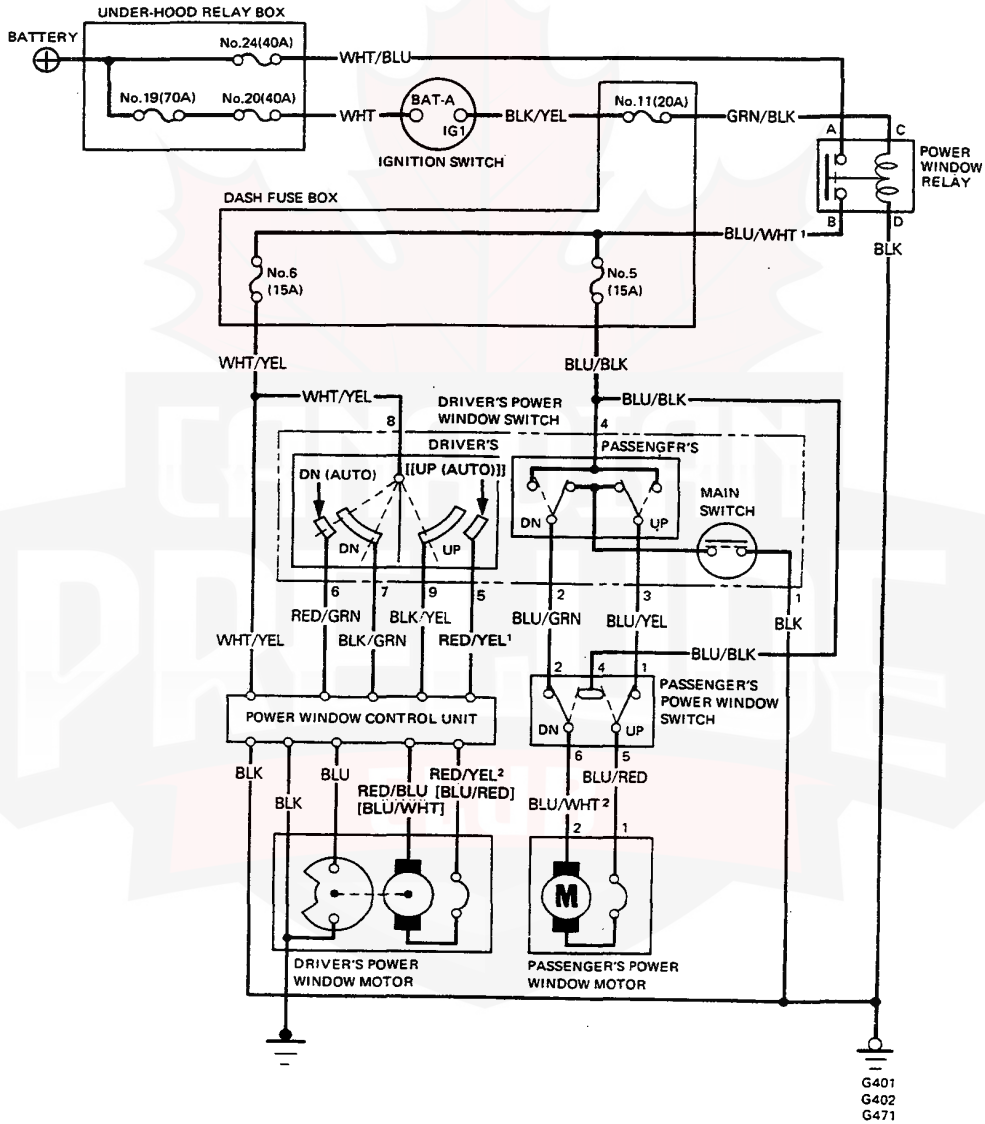 UNDER-HOOD RELAY BOX
BATTERY
No.24(40A)
WHT/BLU
No.19(70A)
No.20(40A)
WHT
BAT-A
IG1
IGNITION SWITCH
BLK/YEL
No.11(20A)
GRN/BLK
A
C
POWER
WINDOW
RELAY
B
D
DASH FUSE BOX
BLU/WHT 1
BLK
No.6
(15A)
No.5
(15A)
WHT/YEL
BLU/BLK
WHT/YEL
DRIVER'S POWER
WINDOW SWITCH
BLU/BLK
8
4
DRIVER'S
PASSENGER'S
DN (AUTO)
[[UP (AUTO)]]
MAIN
SWITCH
DN
UP
DN
UP
6
7
9
5
2
3
1
RED/GRN
BLK/YEL
BLU/GRN
BLU/YEL
BLK
WHT/YEL
BLK/GRN
RED/YEL1
BLU/BLK
2
4
1
PASSENGER'S
POWER WINDOW
SWITCH
POWER WINDOW CONTROL UNIT
DN
UP
6
5
BLK
BLU
RED/YEL2
[BLU/RED]
BLU/RED
BLK
RED/BLU
[BLU/WHT]
BLU/WHT 2
2
1
M
DRIVER'S POWER
WINDOW MOTOR
PASSENGER'S POWER
WINDOW MOTOR
G401
G402
G471
CANADIAN
PRELUDE
CLUB